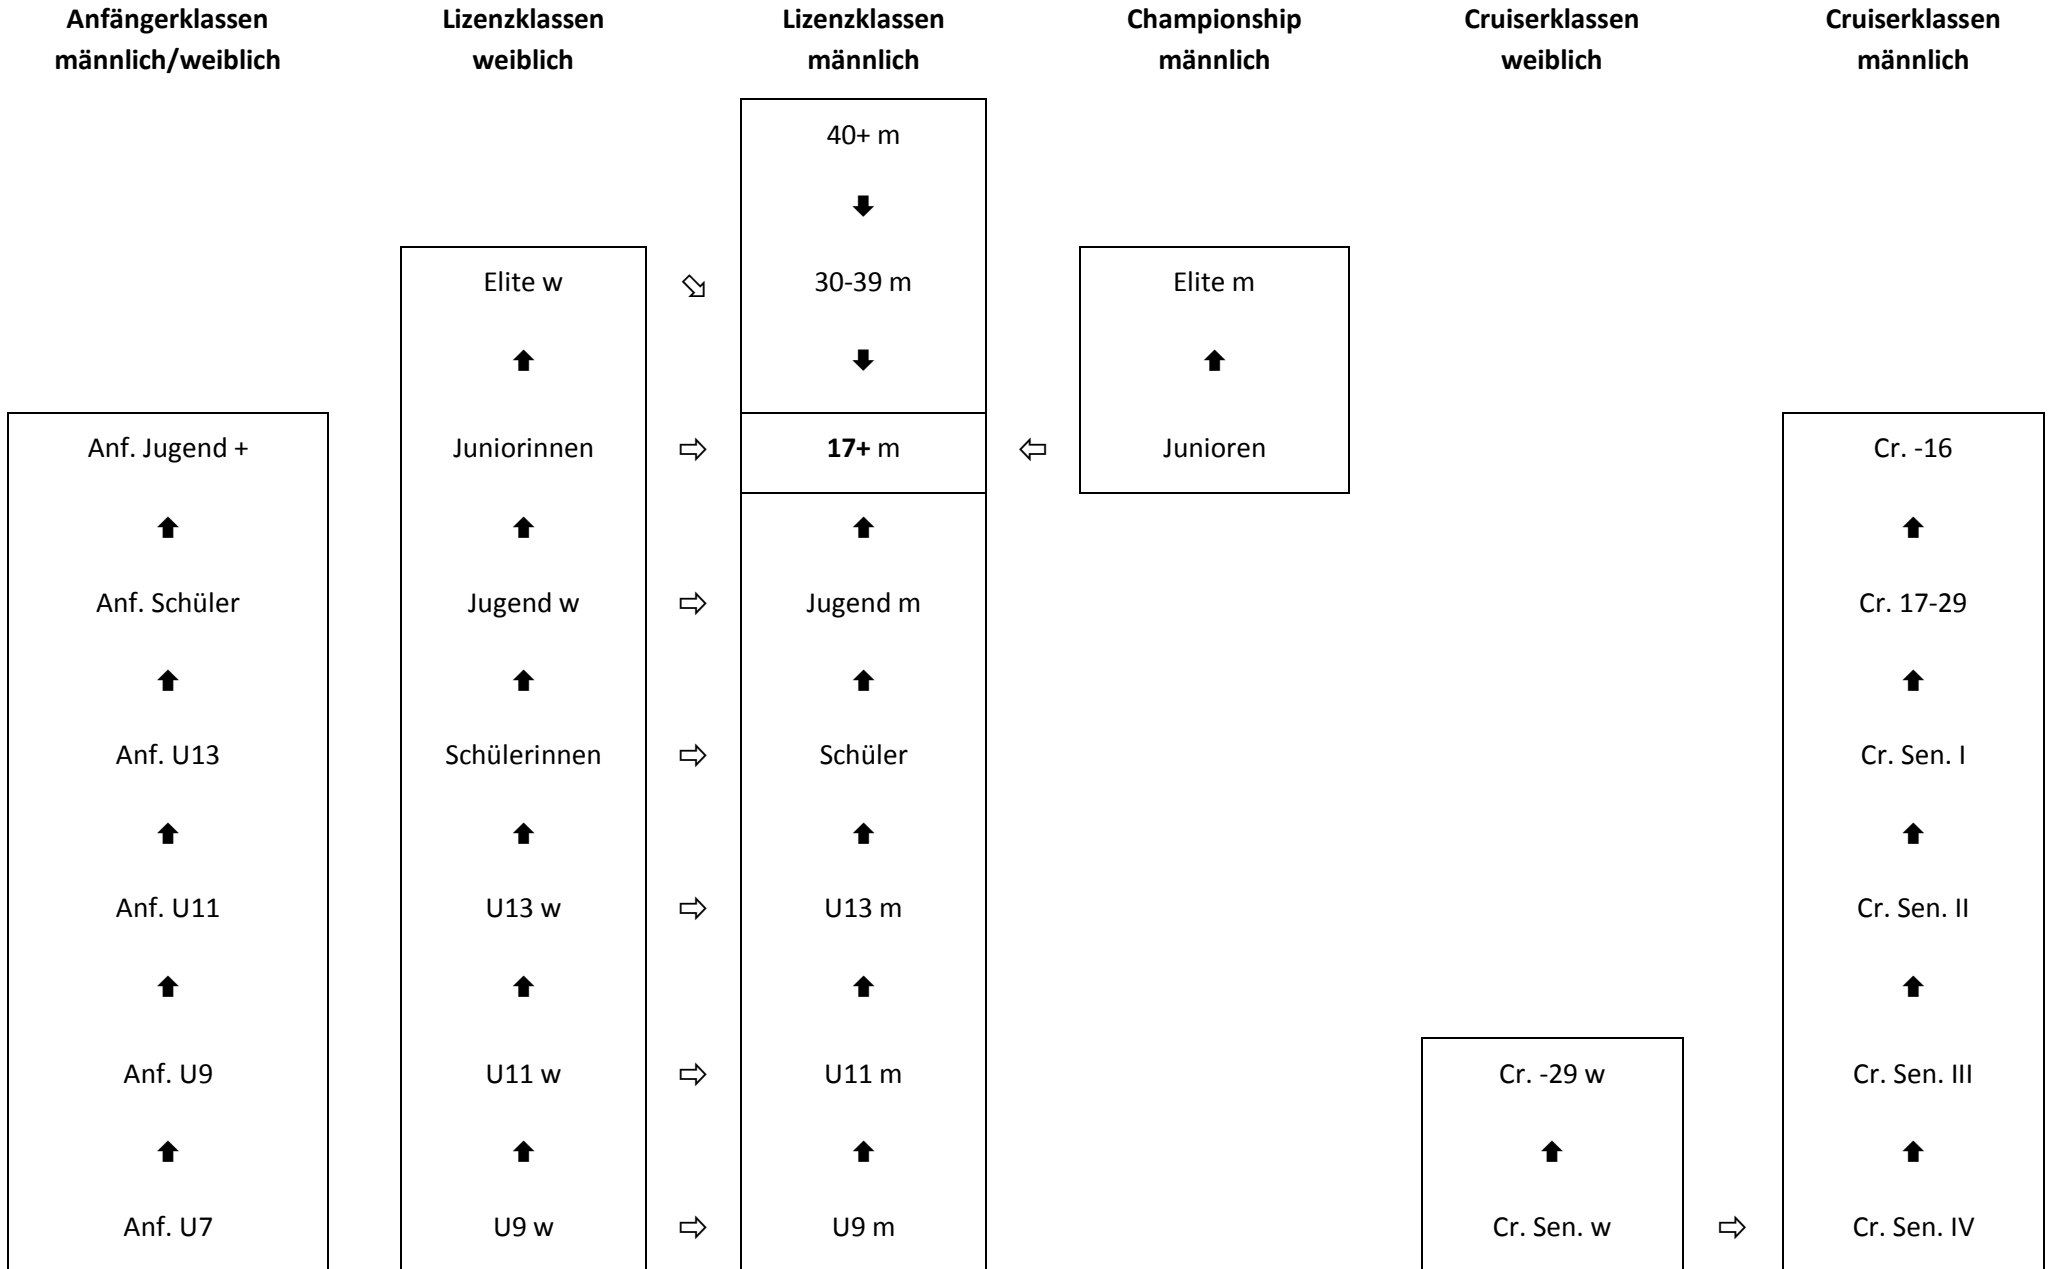 Anfängerklassen
männlich/weiblich
Lizenzklassen
weiblich
Lizenzklassen
männlich
Championship
männlich
Cruiserklassen
weiblich
Cruiserklassen
männlich
40+ m
Elite w
30-39 m
Elite m
Anf. Jugend +
Juniorinnen
17+ m
Junioren
Cr. -16
Anf. Schüler
Jugend w
Jugend m
Cr. 17-29
Anf. U13
Schülerinnen
Schüler
Cr. Sen. I
Anf. U11
U13 w
U13 m
Cr. Sen. II
Anf. U9
U11 w
U11 m
Cr. -29 w
Cr. Sen. III
Anf. U7
U9 w
U9 m
Cr. Sen. w
Cr. Sen. IV